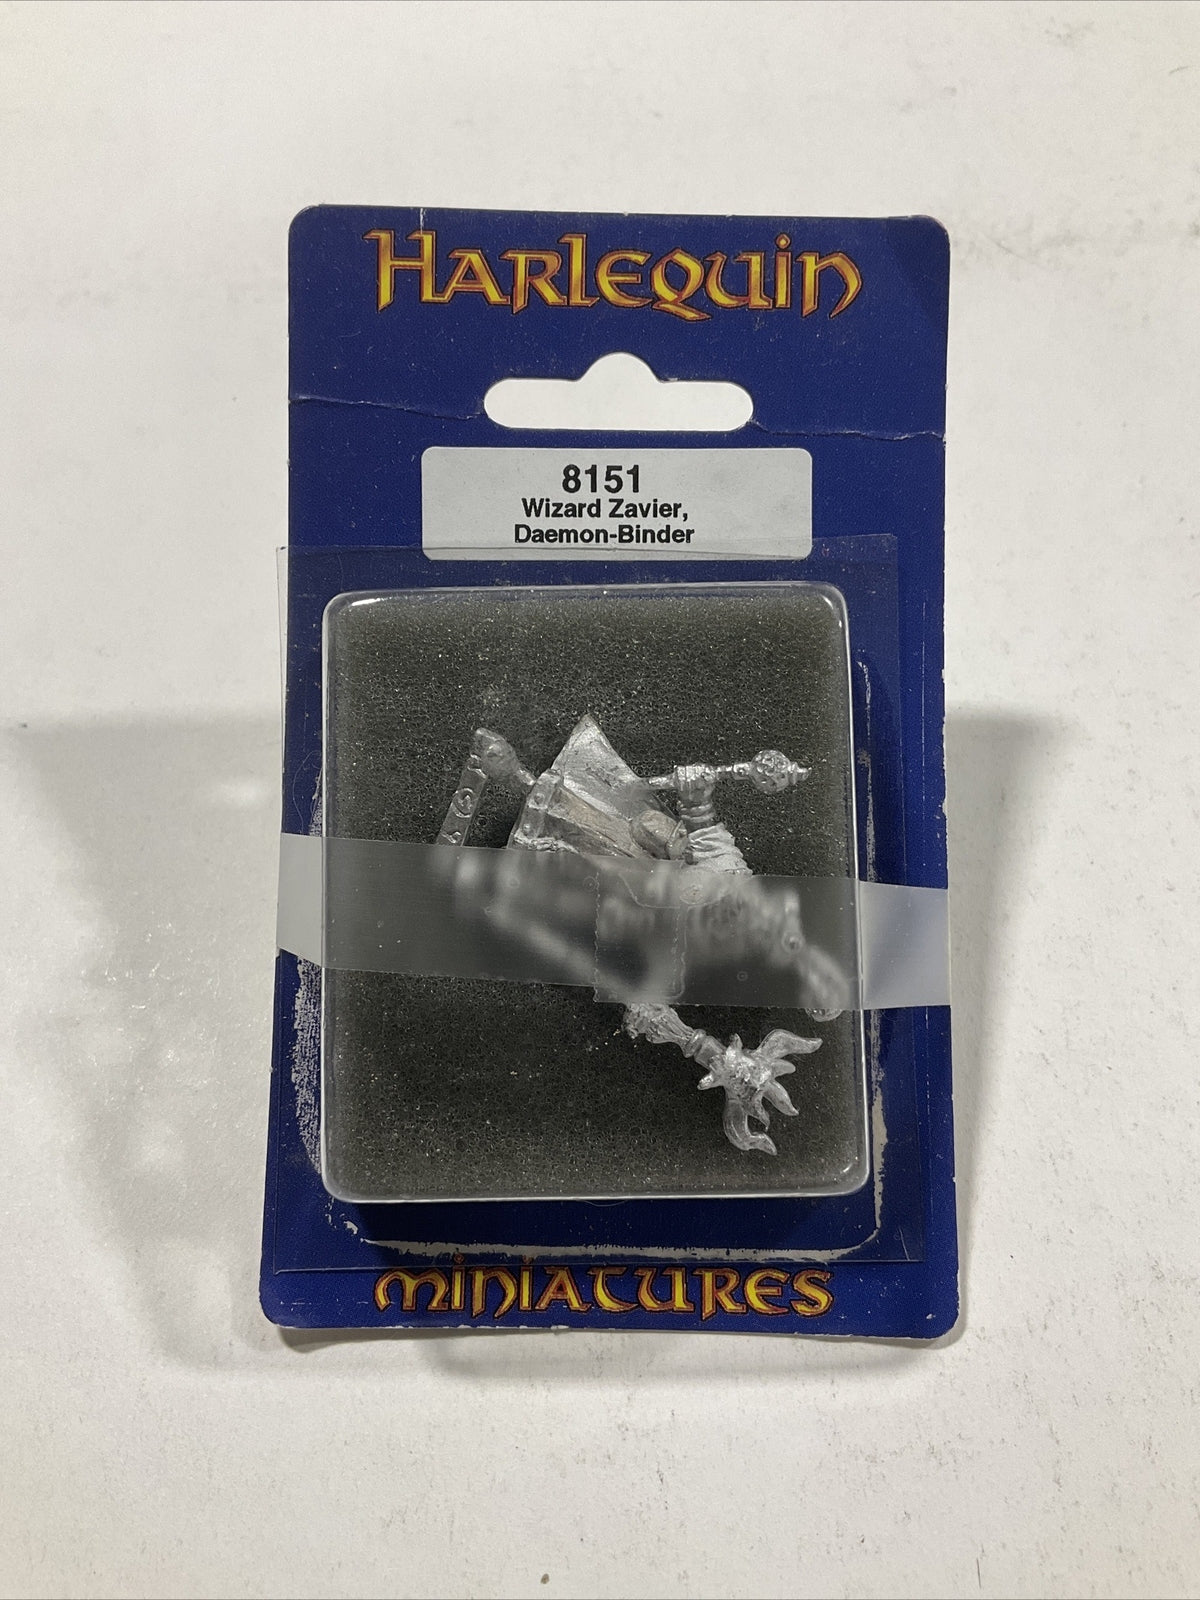 HARLEQUIN
8151
Wizard Zavier,
Daemon-Binder
MINIATURES